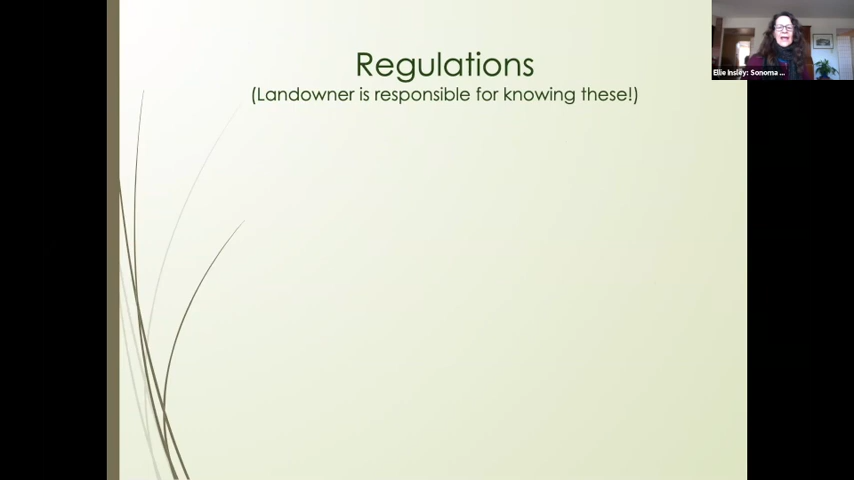 Regulations
(Landowner is responsible for knowing these!)
Ellie Insley: Sonoma ...